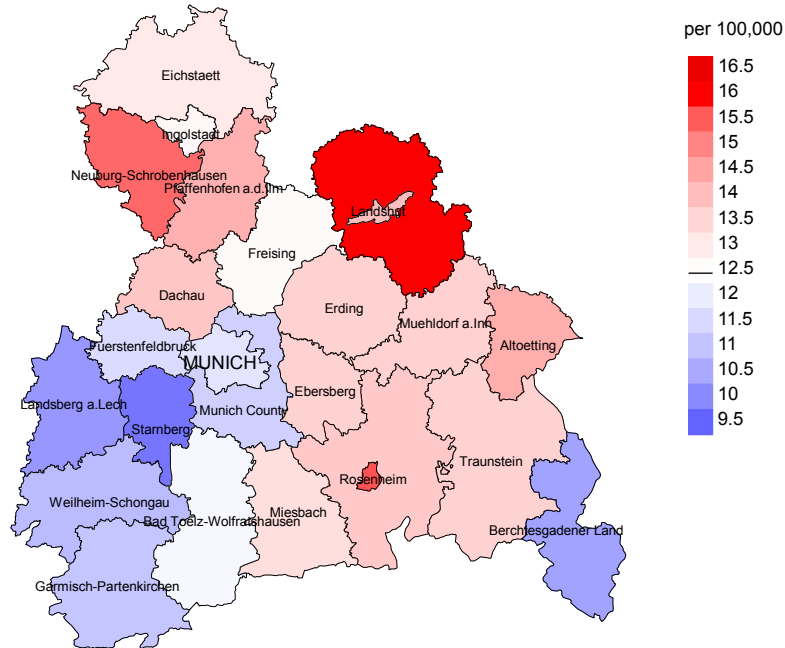 per 100,000
16.5
16
15.5
15
14.5
14
13.5
13
12.5
12
11.5
11
10.5
10
9.5
Eichstaett
Ingolstadt
Neuburg-Schrobenhausen
Pfaffenhofen a.d.Ilm
Landshut
Freising
Dachau
Erding
Muehldorf a.Inn
Altoetting
Fuerstenfeldbruck
MUNICH
Ebersberg
Landsberg a.Lech
Munich County
Starnberg
Traunstein
Rosenheim
Weilheim-Schongau
Miesbach
Bad Toelz-Wolfratshausen
Berchtesgadener Land
Garmisch-Partenkirchen